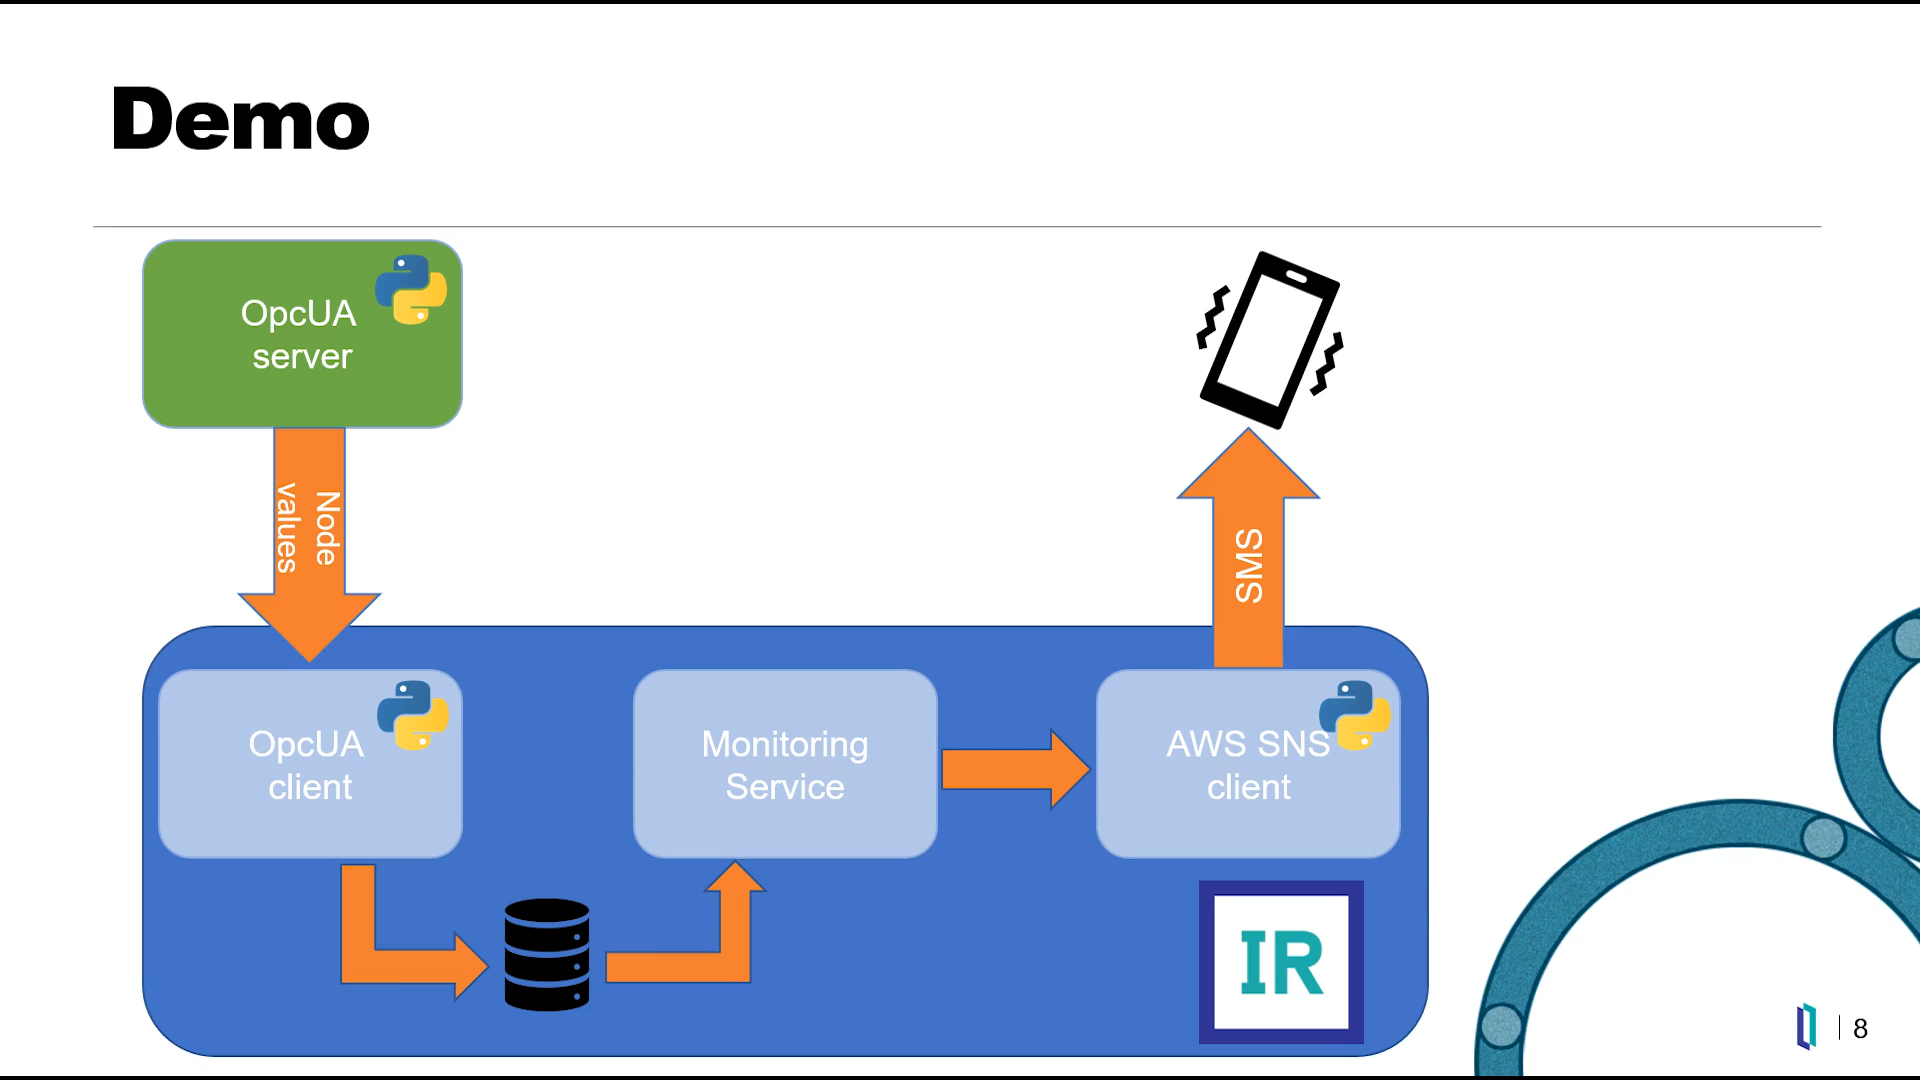 Demo
OpcUA
server
Node
values
SMS
OpcUA
client
Monitoring
Service
AWS SNS
client
IR
8